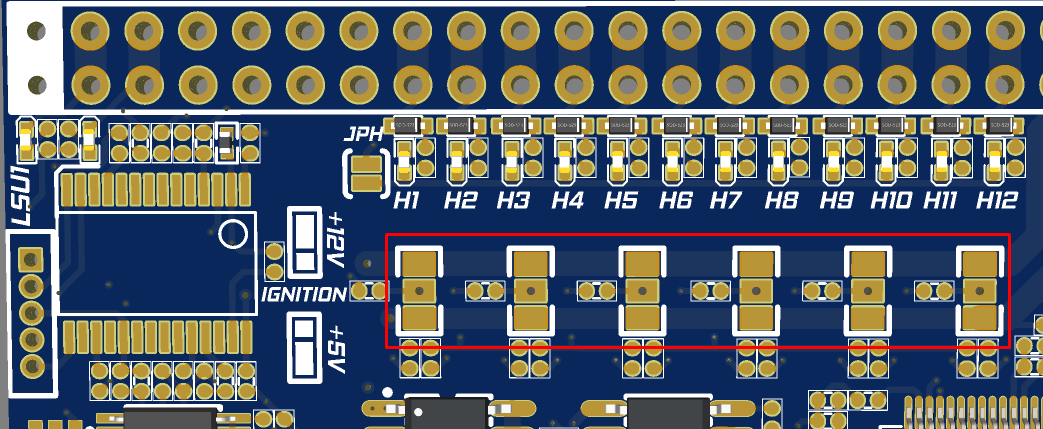 JPH
LSU1
H1 H2 H3 H4 H5 H6 H7 H8 H9 H10 H11 H12
+12V
IGNITION
+5V